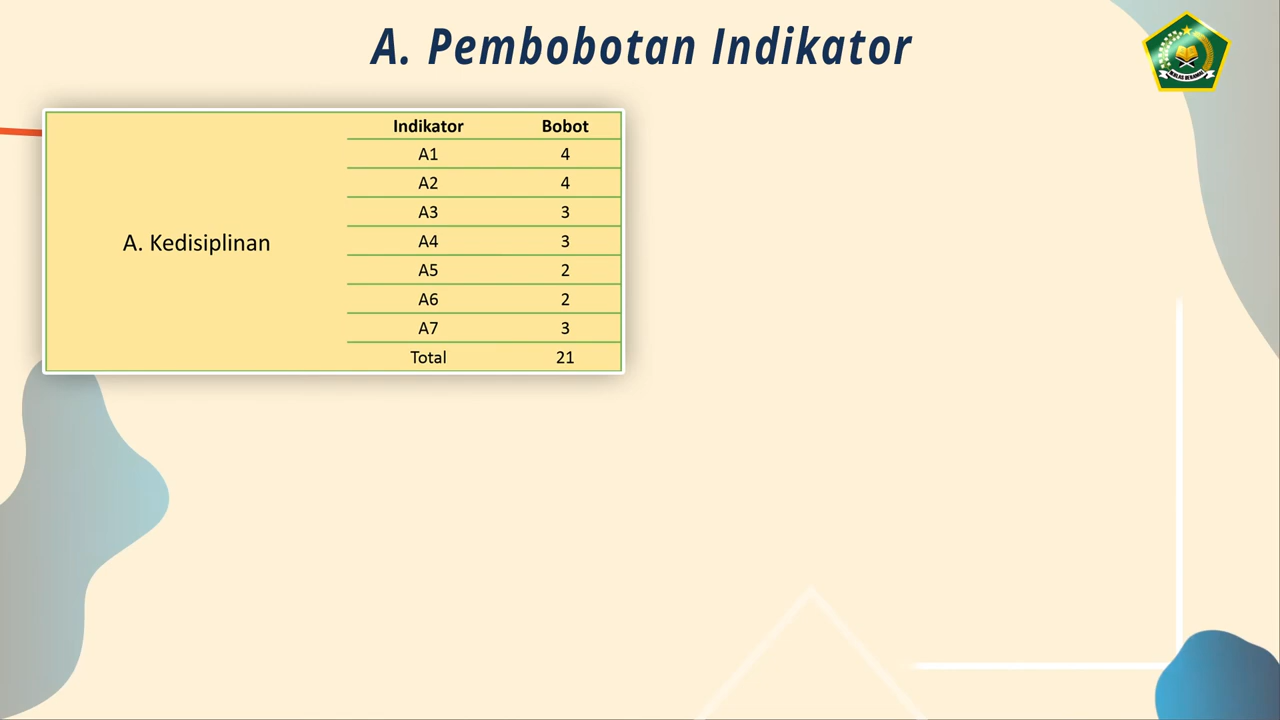 A. Pembobotan Indikator
Indikator Bobot
A1 4
A2 4
A3 3
A. Kedisiplinan
A4 3
A5 2
A6 2
A7 3
Total 21